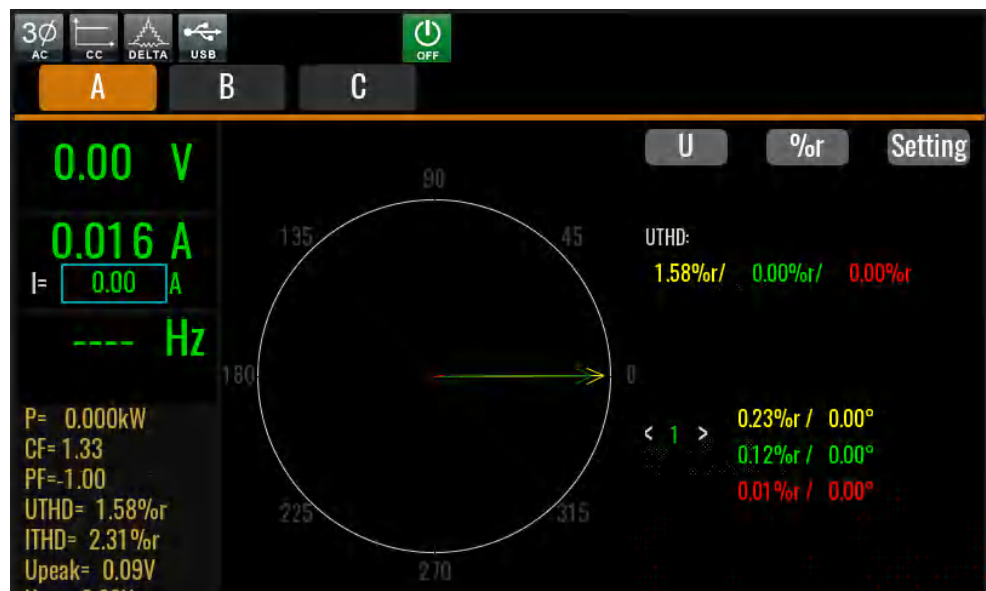 3Ø AC CC DELTA USB OFF
A B C
0.00 V
0.016 A
I= 0.00 A
---- Hz
P= 0.000kW
CF= 1.33
PF=-1.00
UTHD= 1.58%r
ITHD= 2.31%r
Upeak= 0.09V
90
135 45
180 0
225 315
270
U %r Setting
UTHD:
1.58%r/ 0.00%r/ 0.00%r
0.23%r / 0.00°
< 1 >
0.12%r / 0.00°
0.01%r / 0.00°